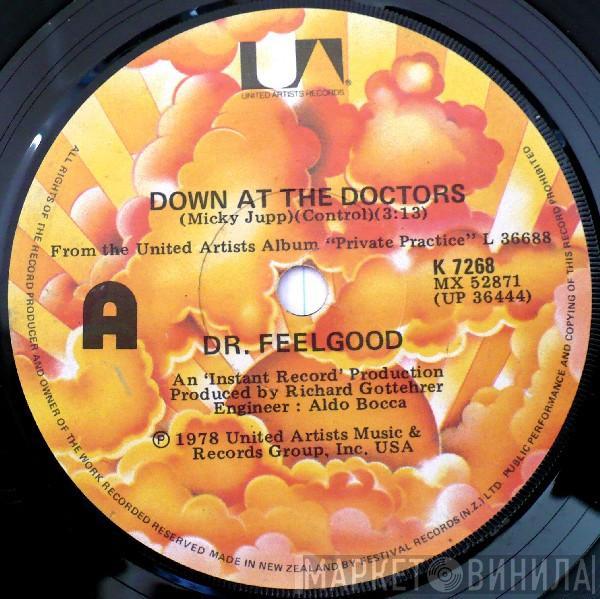 UA
UNITED ARTISTS RECORDS
DOWN AT THE DOCTORS
(Micky Jupp)(Control)(3:13)
From the United Artists Album "Private Practice" L 36688
K 7268
MX 52871
(UP 36444)
A
DR. FEELGOOD
An 'Instant Record' Production
Produced by Richard Gottehrer
Engineer : Aldo Bocca
℗ 1978 United Artists Music &
Records Group, Inc. USA
ALL RIGHTS OF THE RECORD PRODUCER AND OWNER OF THE WORK RECORDED RESERVED MADE IN NEW ZEALAND BY FESTIVAL RECORDS (N.Z.) LTD. PUBLIC PERFORMANCE AND COPYING OF THIS RECORD PROHIBITED
МАРКЕТ ВИНИЛА